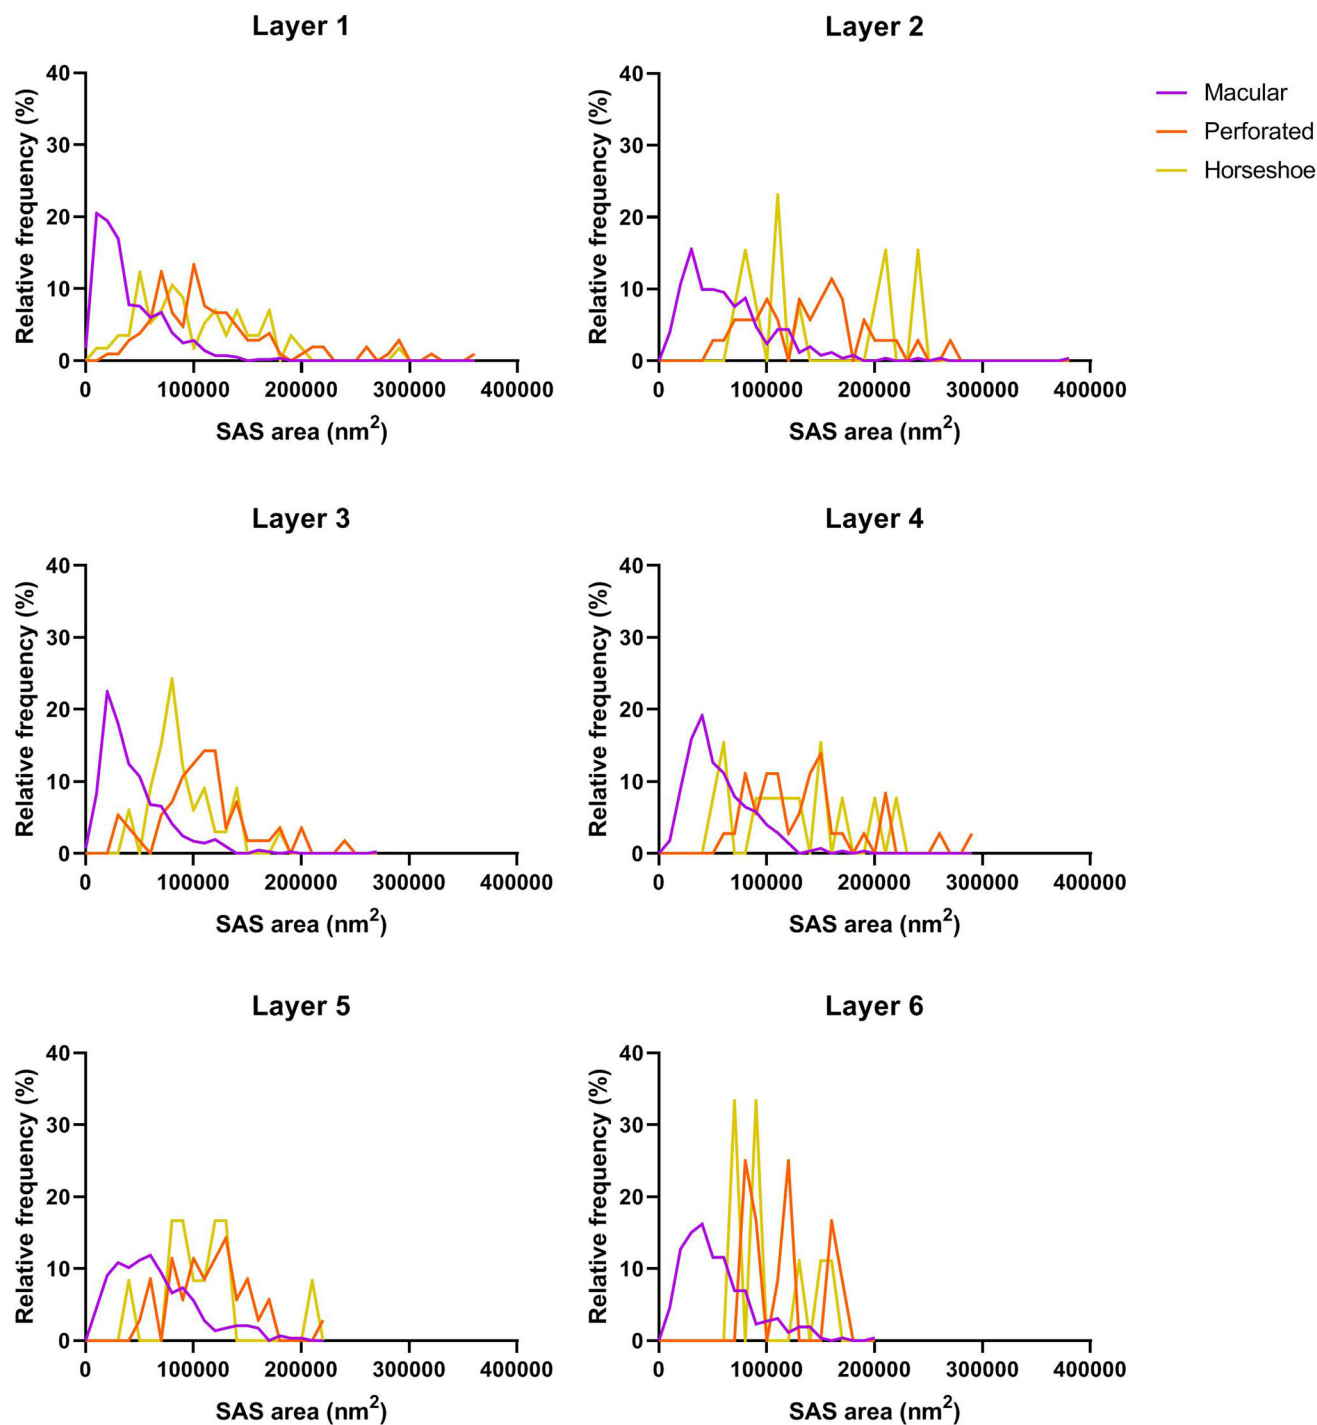 Layer 1
Relative frequency (%)
40
30
20
10
0
0 100000 200000 300000 400000
SAS area (nm²)
Layer 2
Relative frequency (%)
40
30
20
10
0
0 100000 200000 300000 400000
SAS area (nm²)
Macular
Perforated
Horseshoe
Layer 3
Relative frequency (%)
40
30
20
10
0
0 100000 200000 300000 400000
SAS area (nm²)
Layer 4
Relative frequency (%)
40
30
20
10
0
0 100000 200000 300000 400000
SAS area (nm²)
Layer 5
Relative frequency (%)
40
30
20
10
0
0 100000 200000 300000 400000
SAS area (nm²)
Layer 6
Relative frequency (%)
40
30
20
10
0
0 100000 200000 300000 400000
SAS area (nm²)